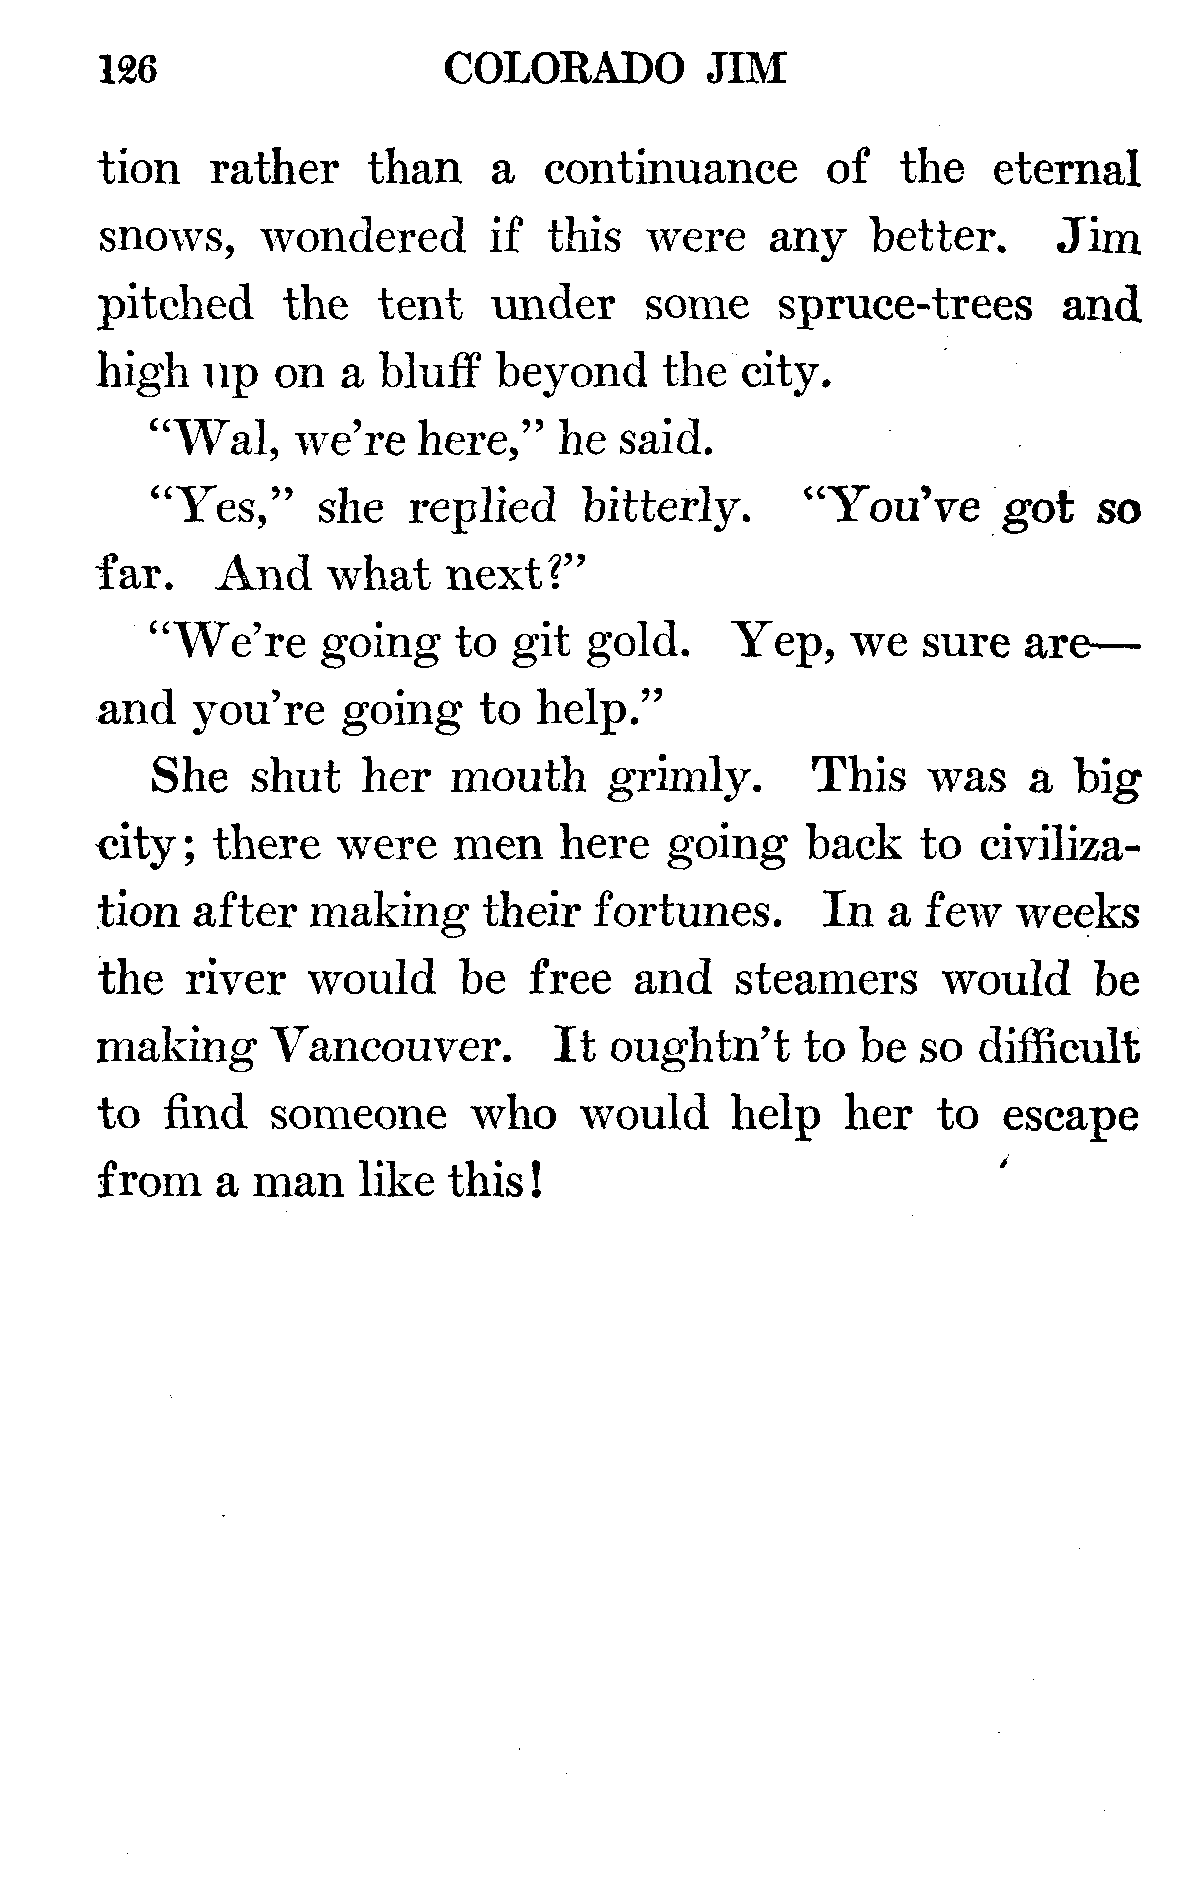 126 COLORADO JIM
tion rather than a continuance of the eternal
snows, wondered if this were any better. Jim
pitched the tent under some spruce-trees and
high up on a bluff beyond the city.
“Wal, we’re here,” he said.
“Yes,” she replied bitterly. “You’ve got so
far. And what next?”
“We’re going to git gold. Yep, we sure are—
and you’re going to help.”
She shut her mouth grimly. This was a big
city; there were men here going back to civiliza-
tion after making their fortunes. In a few weeks
the river would be free and steamers would be
making Vancouver. It oughtn’t to be so difficult
to find someone who would help her to escape
from a man like this!